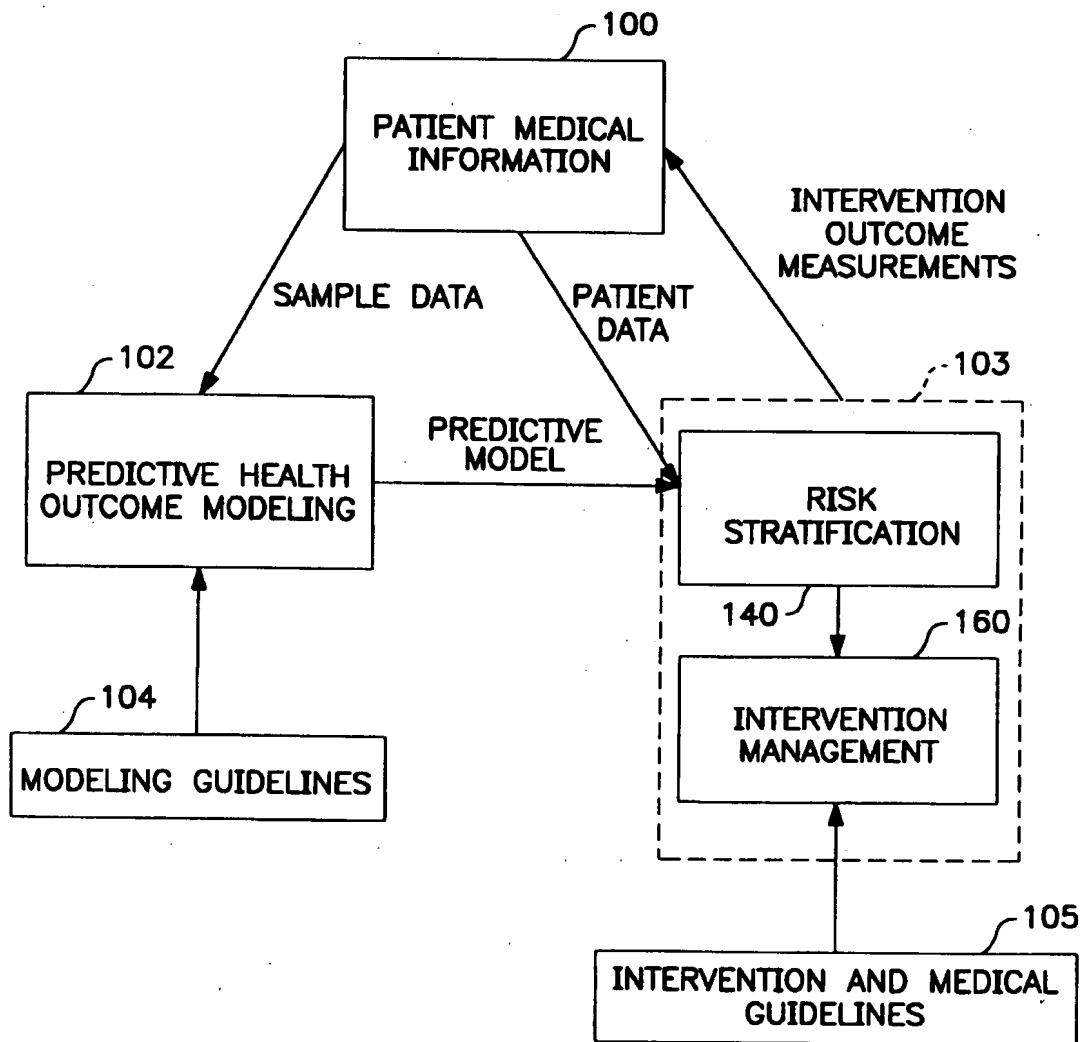 100
PATIENT MEDICAL
INFORMATION
INTERVENTION
OUTCOME
MEASUREMENTS
SAMPLE DATA
PATIENT
DATA
102
103
PREDICTIVE
MODEL
PREDICTIVE HEALTH
OUTCOME MODELING
RISK
STRATIFICATION
140
160
104
MODELING GUIDELINES
INTERVENTION
MANAGEMENT
105
INTERVENTION AND MEDICAL
GUIDELINES